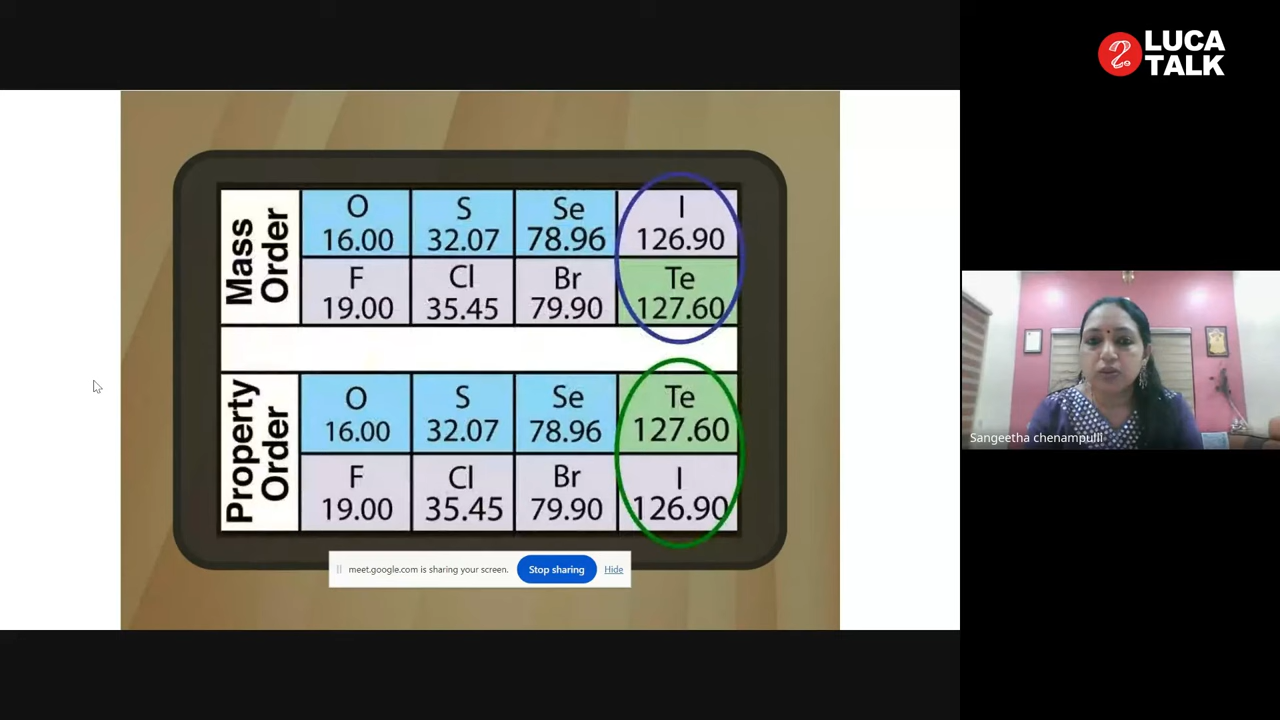 LUCA
TALK
Mass
Order
O S Se I
16.00 32.07 78.96 126.90
F Cl Br Te
19.00 35.45 79.90 127.60
Property
Order
O S Se Te
16.00 32.07 78.96 127.60
F Cl Br I
19.00 35.45 79.90 126.90
meet.google.com is sharing your screen. Stop sharing Hide
Sangeetha chenampulli